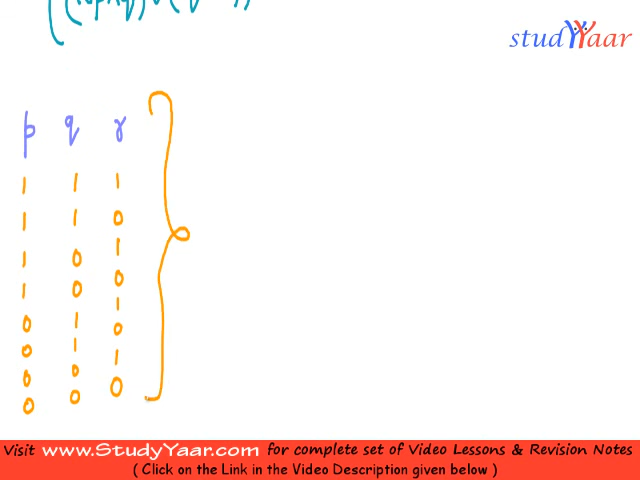 studYYaar
p q r
1 1 1
1 1 0
1 0 1
1 0 0
0 1 1
0 1 0
0 0 1
0 0 0
Visit www.StudyYaar.com for complete set of Video Lessons & Revision Notes
( Click on the Link in the Video Description given below )